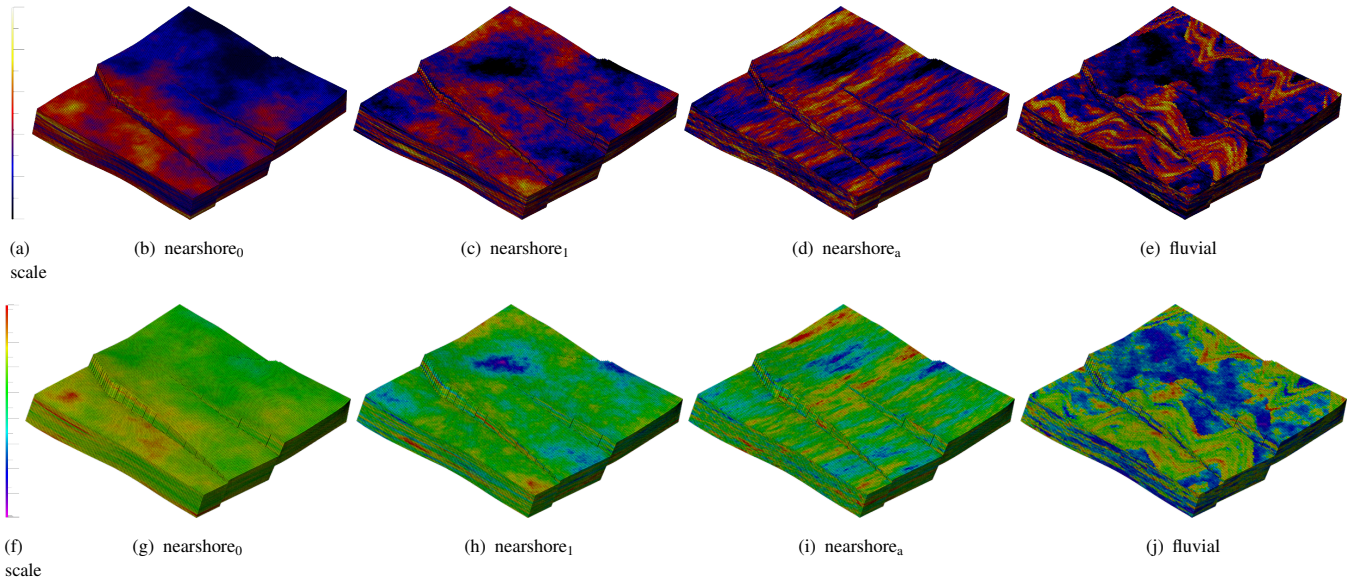 (a)
scale
(b) nearshore₀
(c) nearshore₁
(d) nearshoreₐ
(e) fluvial
(f)
scale
(g) nearshore₀
(h) nearshore₁
(i) nearshoreₐ
(j) fluvial